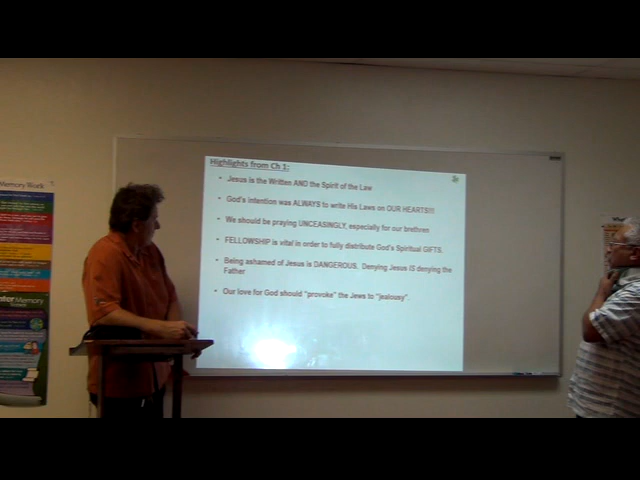 Highlights from Ch 1:
Jesus is the Written AND the Spirit of the Law
God's intention was ALWAYS to write His Laws on OUR HEARTS!!!
We should be praying UNCEASINGLY, especially for our brethren
FELLOWSHIP is vital in order to fully distribute God's Spiritual GIFTS.
Being ashamed of Jesus is DANGEROUS, Denying Jesus IS denying the
Father
Our love for God should "provoke" the Jews to "jealousy".
Memory Work
Memory